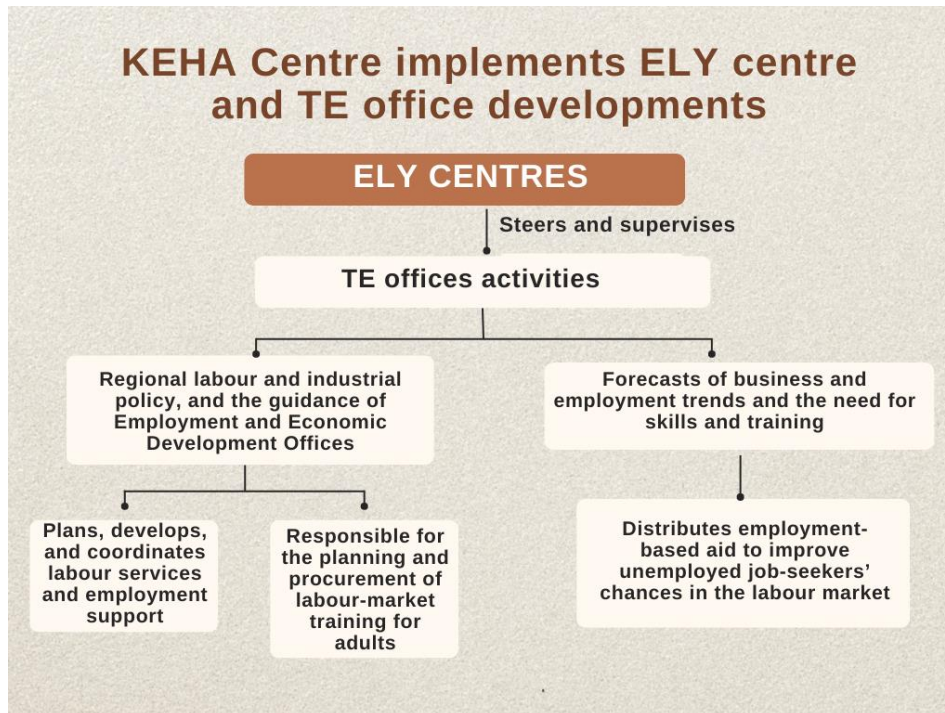 KEHA Centre implements ELY centre
and TE office developments
ELY CENTRES
Steers and supervises
TE offices activities
Regional labour and industrial
policy, and the guidance of
Employment and Economic
Development Offices
Forecasts of business and
employment trends and the need for
skills and training
Plans, develops,
and coordinates
labour services
and employment
support
Responsible for
the planning and
procurement of
labour-market
training for
adults
Distributes employment-
based aid to improve
unemployed job-seekers’
chances in the labour market